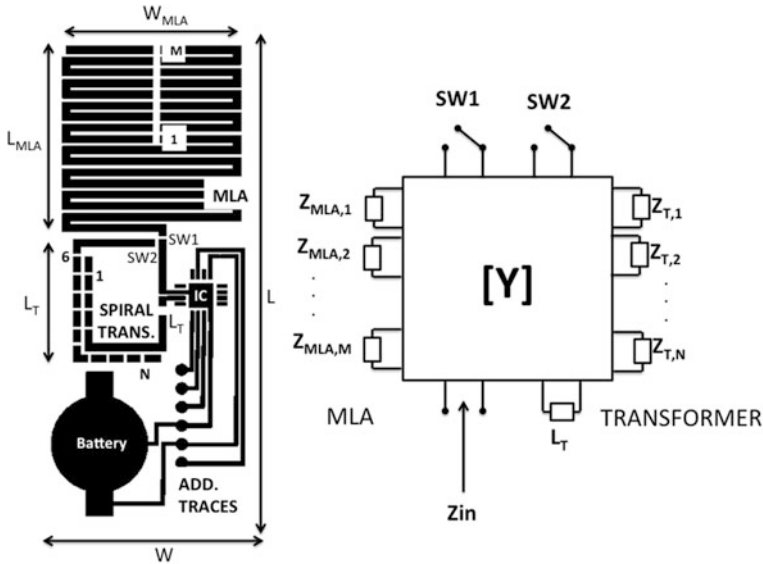 W_MLA
M
L_MLA
1
MLA
SW1
SW2
6
1
L_T
SPIRAL
TRANS.
IC
L_T
L
N
Battery
ADD.
TRACES
W
SW1
SW2
Z_MLA,1
Z_T,1
Z_MLA,2
Z_T,2
[Y]
Z_MLA,M
Z_T,N
MLA
TRANSFORMER
L_T
Zin